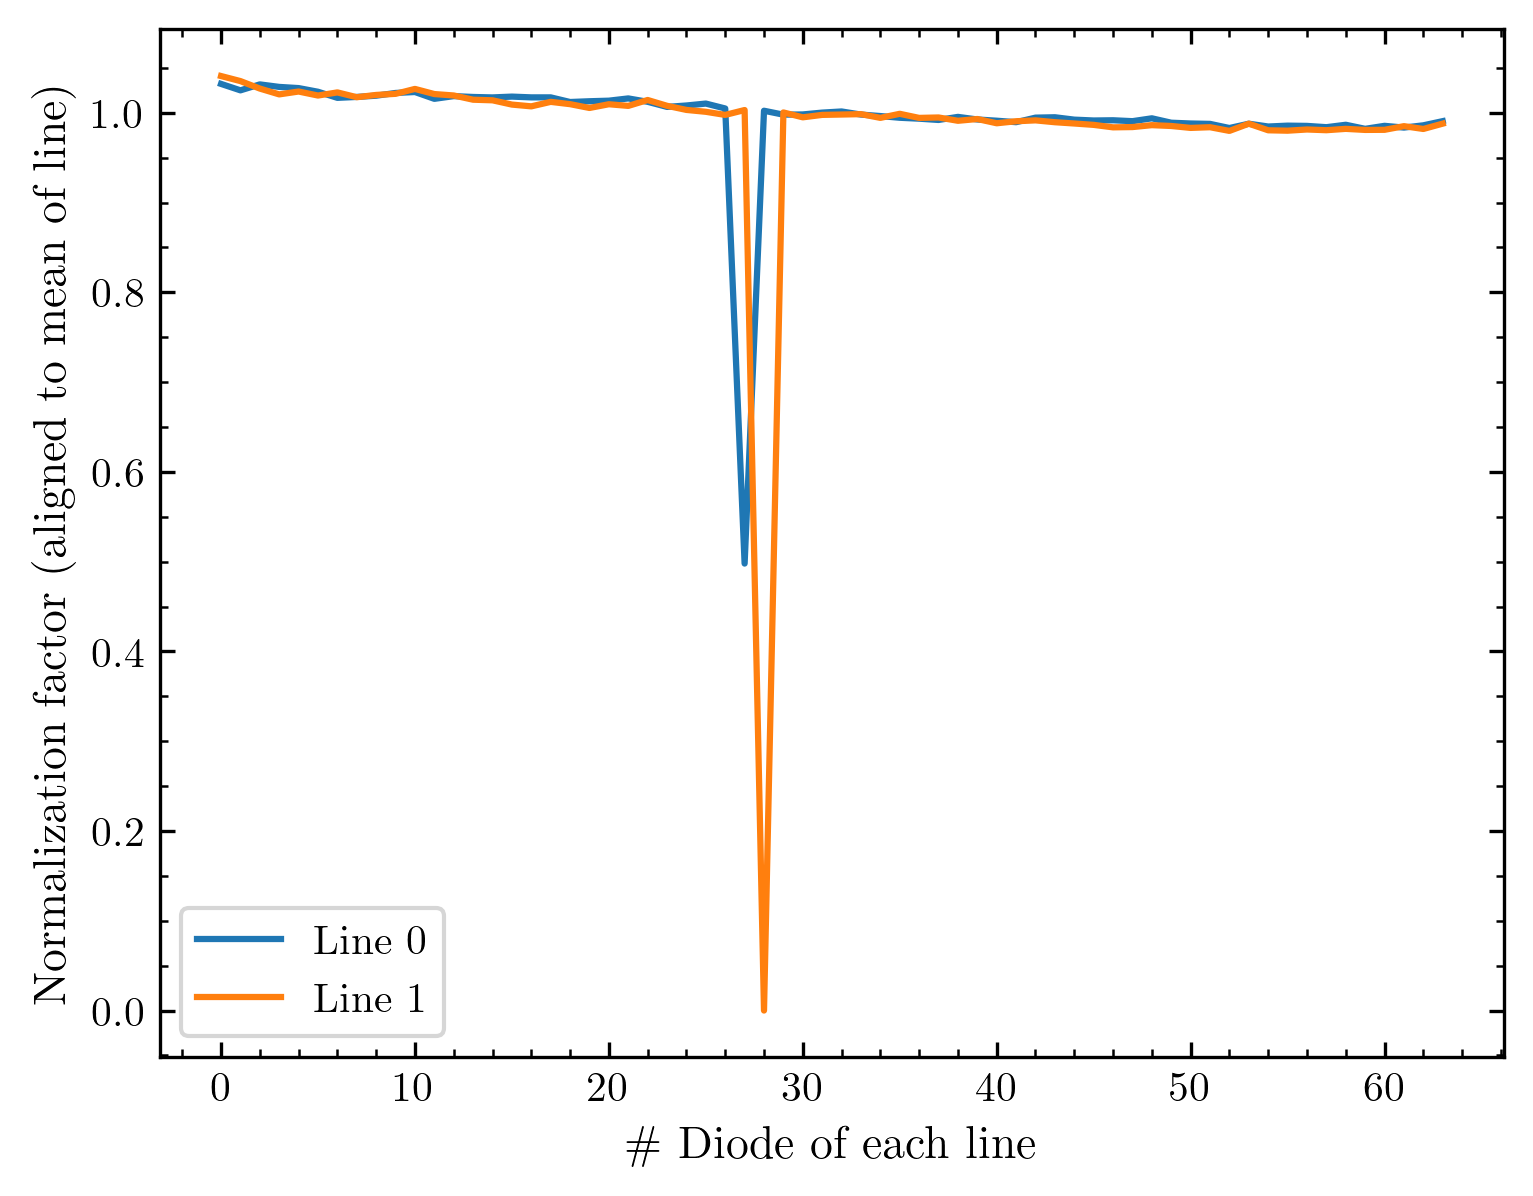 Normalization factor (aligned to mean of line)
1.0
0.8
0.6
0.4
0.2
0.0
Line 0
Line 1
0 10 20 30 40 50 60
# Diode of each line